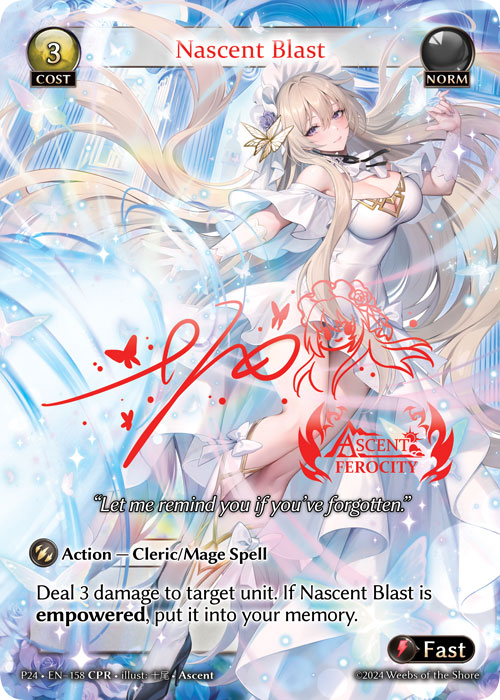 3
COST
Nascent Blast
NORM
ASCENT
FEROCITY
“Let me remind you if you’ve forgotten.”
Action — Cleric/Mage Spell
Deal 3 damage to target unit. If Nascent Blast is
empowered, put it into your memory.
Fast
P24 • EN-158 CPR • illust: 十尾 • Ascent
©2024 Weebs of the Shore